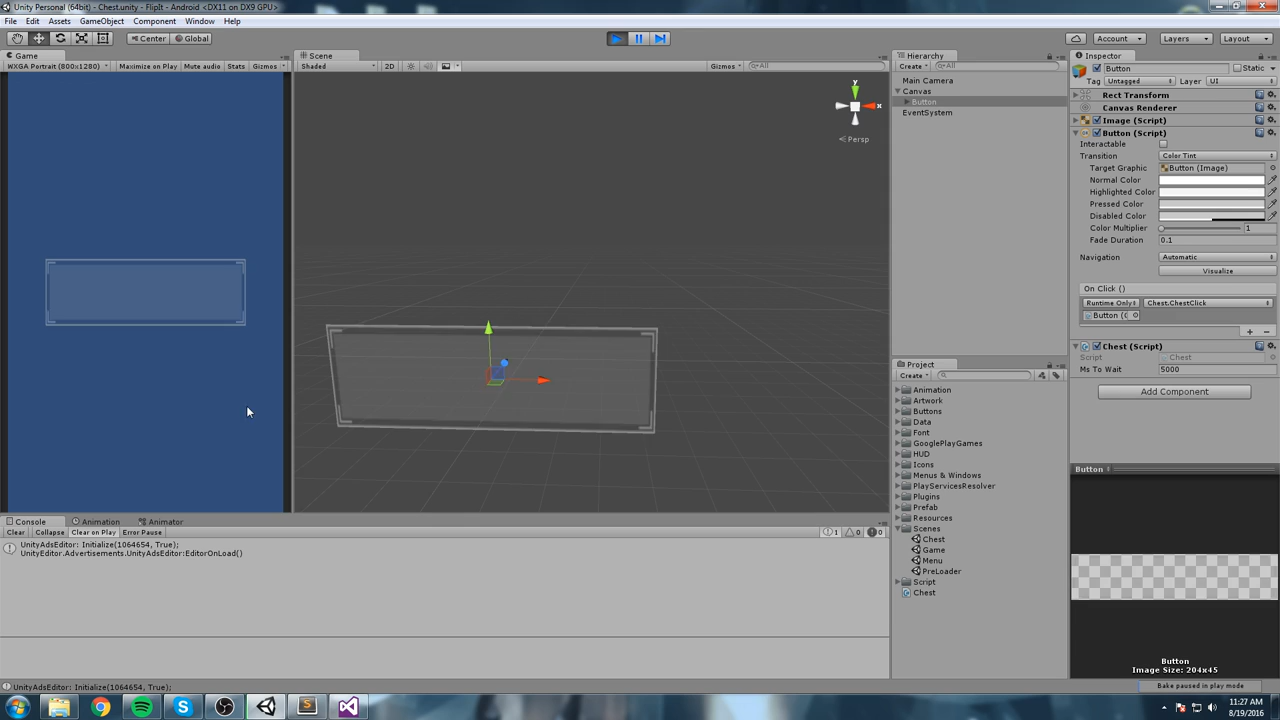 Unity Personal (64bit) - Chest.unity - FlipIt - Android <DX11 on DX9 GPU>
File Edit Assets GameObject Component Window Help
Center Global Account Layers Layout
Game Scene Hierarchy Inspector
WXGA Portrait (800x1280) Maximize on Play Mute audio Stats Gizmos
Shaded 2D Gizmos All
Create All
Main Camera
Canvas
Button
EventSystem
y
x
Persp
Button Static
Tag Untagged Layer UI
Rect Transform
Canvas Renderer
Image (Script)
Button (Script)
Interactable
Transition Color Tint
Target Graphic Button (Image)
Normal Color
Highlighted Color
Pressed Color
Disabled Color
Color Multiplier 1
Fade Duration 0.1
Navigation Automatic
Visualize
On Click ()
Runtime Only Chest.ChestClick
Button (
Chest (Script)
Script Chest
Ms To Wait 5000
Add Component
Project
Create
Animation
Artwork
Buttons
Data
Font
GooglePlayGames
HUD
Icons
Menus & Windows
PlayServicesResolver
Plugins
Prefab
Resources
Scenes
Chest
Game
Menu
PreLoader
Script
Chest
Button
Button
Image Size: 204x45
Console Animation Animator
Clear Collapse Clear on Play Error Pause 1 0 0
UnityAdsEditor: Initialize(1064654, True);
UnityEditor.Advertisements.UnityAdsEditor:EditorOnLoad()
UnityAdsEditor: Initialize(1064654, True);
Bake paused in play mode
11:27 AM
8/19/2016